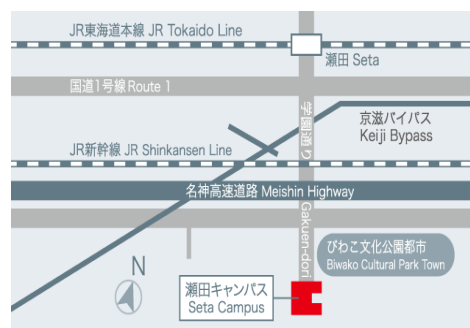 JR東海道本線 JR Tokaido Line
瀬田 Seta
国道1号線 Route 1
学園通り
京滋バイパス
Keiji Bypass
JR新幹線 JR Shinkansen Line
名神高速道路 Meishin Highway
Gakuen-dori
びわこ文化公園都市
Biwako Cultural Park Town
N
瀬田キャンパス
Seta Campus